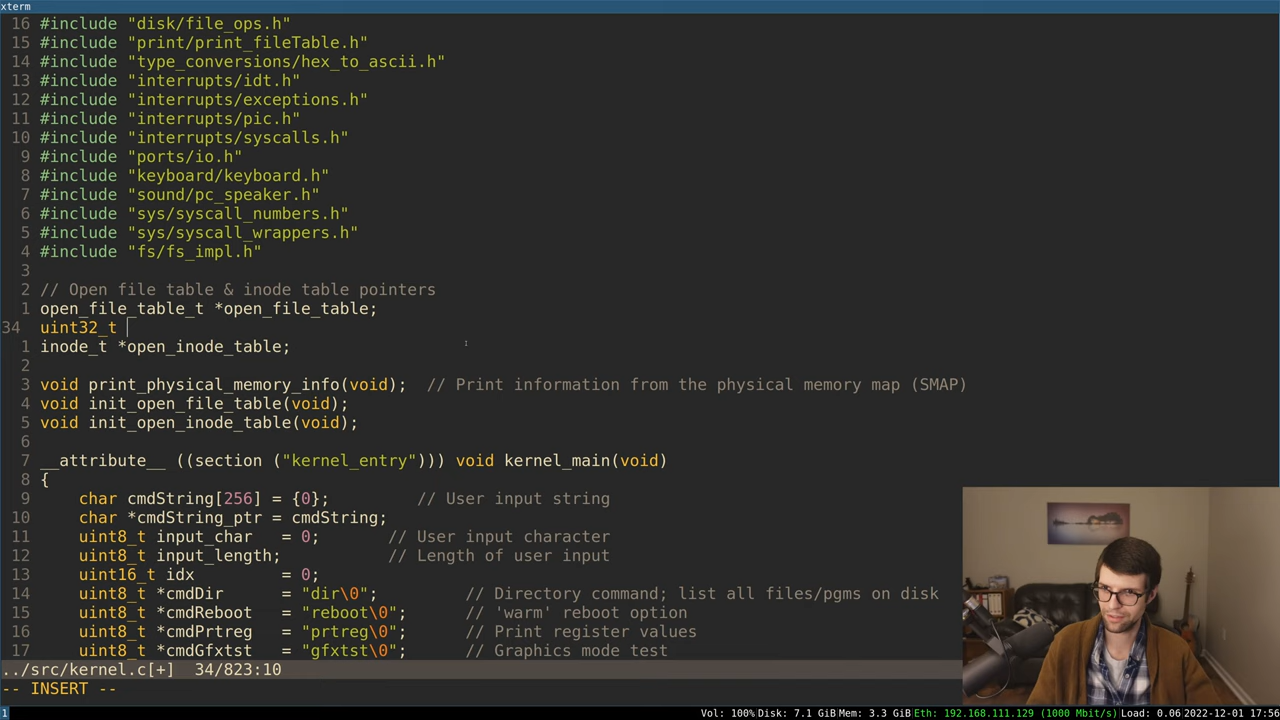 xterm
16 #include "disk/file_ops.h"
15 #include "print/print_fileTable.h"
14 #include "type_conversions/hex_to_ascii.h"
13 #include "interrupts/idt.h"
12 #include "interrupts/exceptions.h"
11 #include "interrupts/pic.h"
10 #include "interrupts/syscalls.h"
9 #include "ports/io.h"
8 #include "keyboard/keyboard.h"
7 #include "sound/pc_speaker.h"
6 #include "sys/syscall_numbers.h"
5 #include "sys/syscall_wrappers.h"
4 #include "fs/fs_impl.h"
3
2 // Open file table & inode table pointers
1 open_file_table_t *open_file_table;
34 uint32_t
1 inode_t *open_inode_table;
2
3 void print_physical_memory_info(void);  // Print information from the physical memory map (SMAP)
4 void init_open_file_table(void);
5 void init_open_inode_table(void);
6
7 __attribute__ ((section ("kernel_entry"))) void kernel_main(void)
8 {
9     char cmdString[256] = {0};         // User input string
10     char *cmdString_ptr = cmdString;
11     uint8_t input_char   = 0;       // User input character
12     uint8_t input_length;           // Length of user input
13     uint16_t idx         = 0;
14     uint8_t *cmdDir      = "dir\0";         // Directory command; list all files/pgms on disk
15     uint8_t *cmdReboot   = "reboot\0";      // 'warm' reboot option
16     uint8_t *cmdPrtreg   = "prtreg\0";      // Print register values
17     uint8_t *cmdGfxtst   = "gfxtst\0";      // Graphics mode test
../src/kernel.c[+]  34/823:10
-- INSERT --
1 Vol: 100% Disk: 7.1 GiB Mem: 3.3 GiB Eth: 192.168.111.129 (1000 Mbit/s) Load: 0.06 2022-12-01 17:56